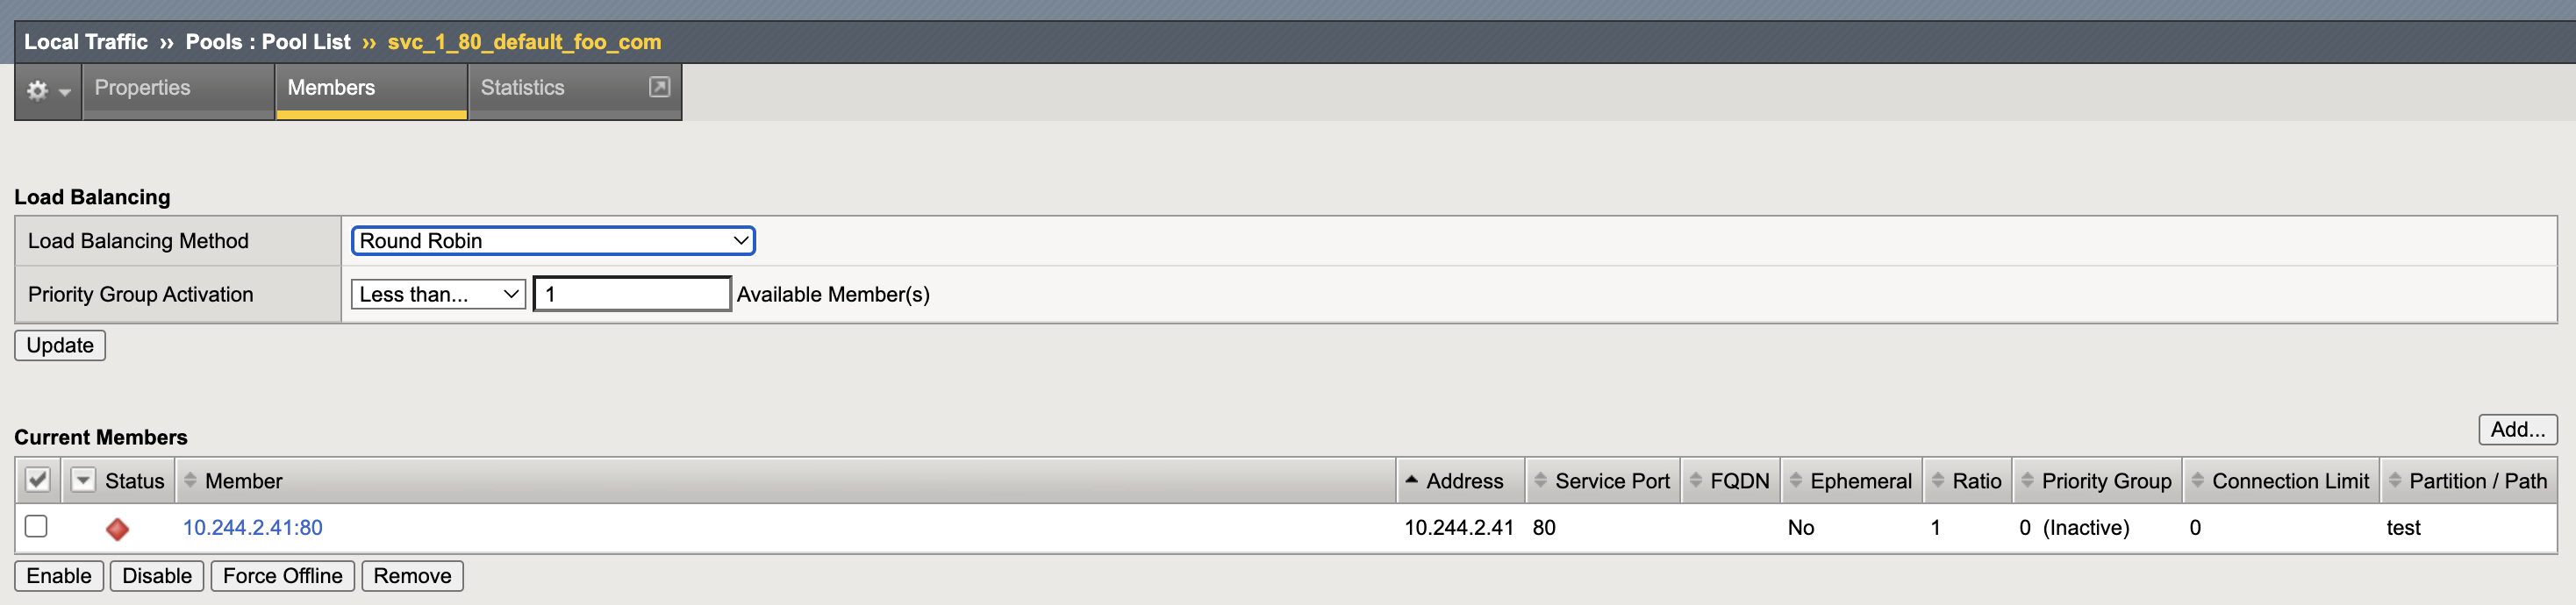 Local Traffic ›› Pools : Pool List ›› svc_1_80_default_foo_com
Properties Members Statistics
Load Balancing
Load Balancing Method Round Robin
Priority Group Activation Less than... 1 Available Member(s)
Update
Add...
Current Members
Status Member Address Service Port FQDN Ephemeral Ratio Priority Group Connection Limit Partition / Path
10.244.2.41:80 10.244.2.41 80 No 1 0 (Inactive) 0 test
Enable Disable Force Offline Remove